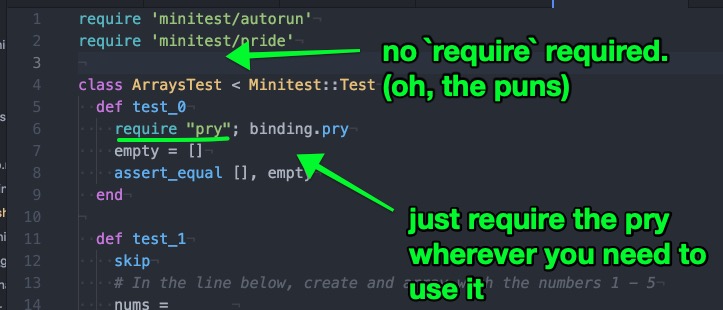 1 require 'minitest/autorun'
2 require 'minitest/pride'
3
4 class ArraysTest < Minitest::Test
5 def test_0
6 require "pry"; binding.pry
7 empty = []
8 assert_equal [], empty
9 end
10
11 def test_1
12 skip
13 # In the line below, create and array with the numbers 1 - 5
14 nums =
no `require` required.
(oh, the puns)
just require the pry
wherever you need to
use it